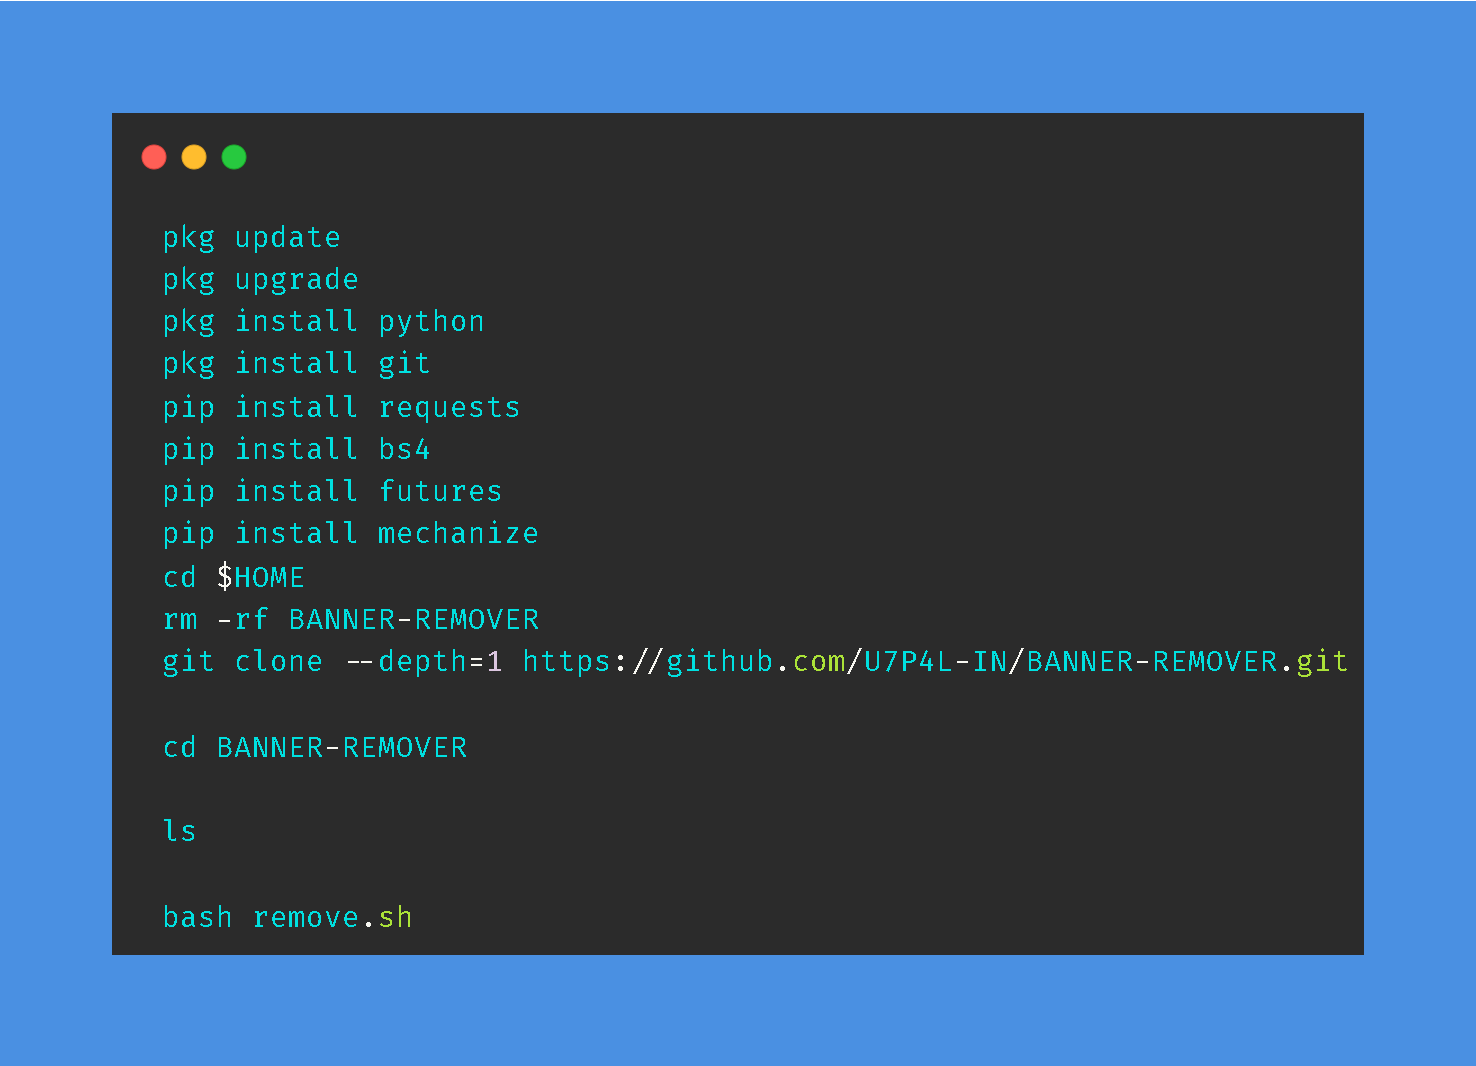 pkg update
pkg upgrade
pkg install python
pkg install git
pip install requests
pip install bs4
pip install futures
pip install mechanize
cd $HOME
rm -rf BANNER-REMOVER
git clone --depth=1 https://github.com/U7P4L-IN/BANNER-REMOVER.git
cd BANNER-REMOVER
ls
bash remove.sh